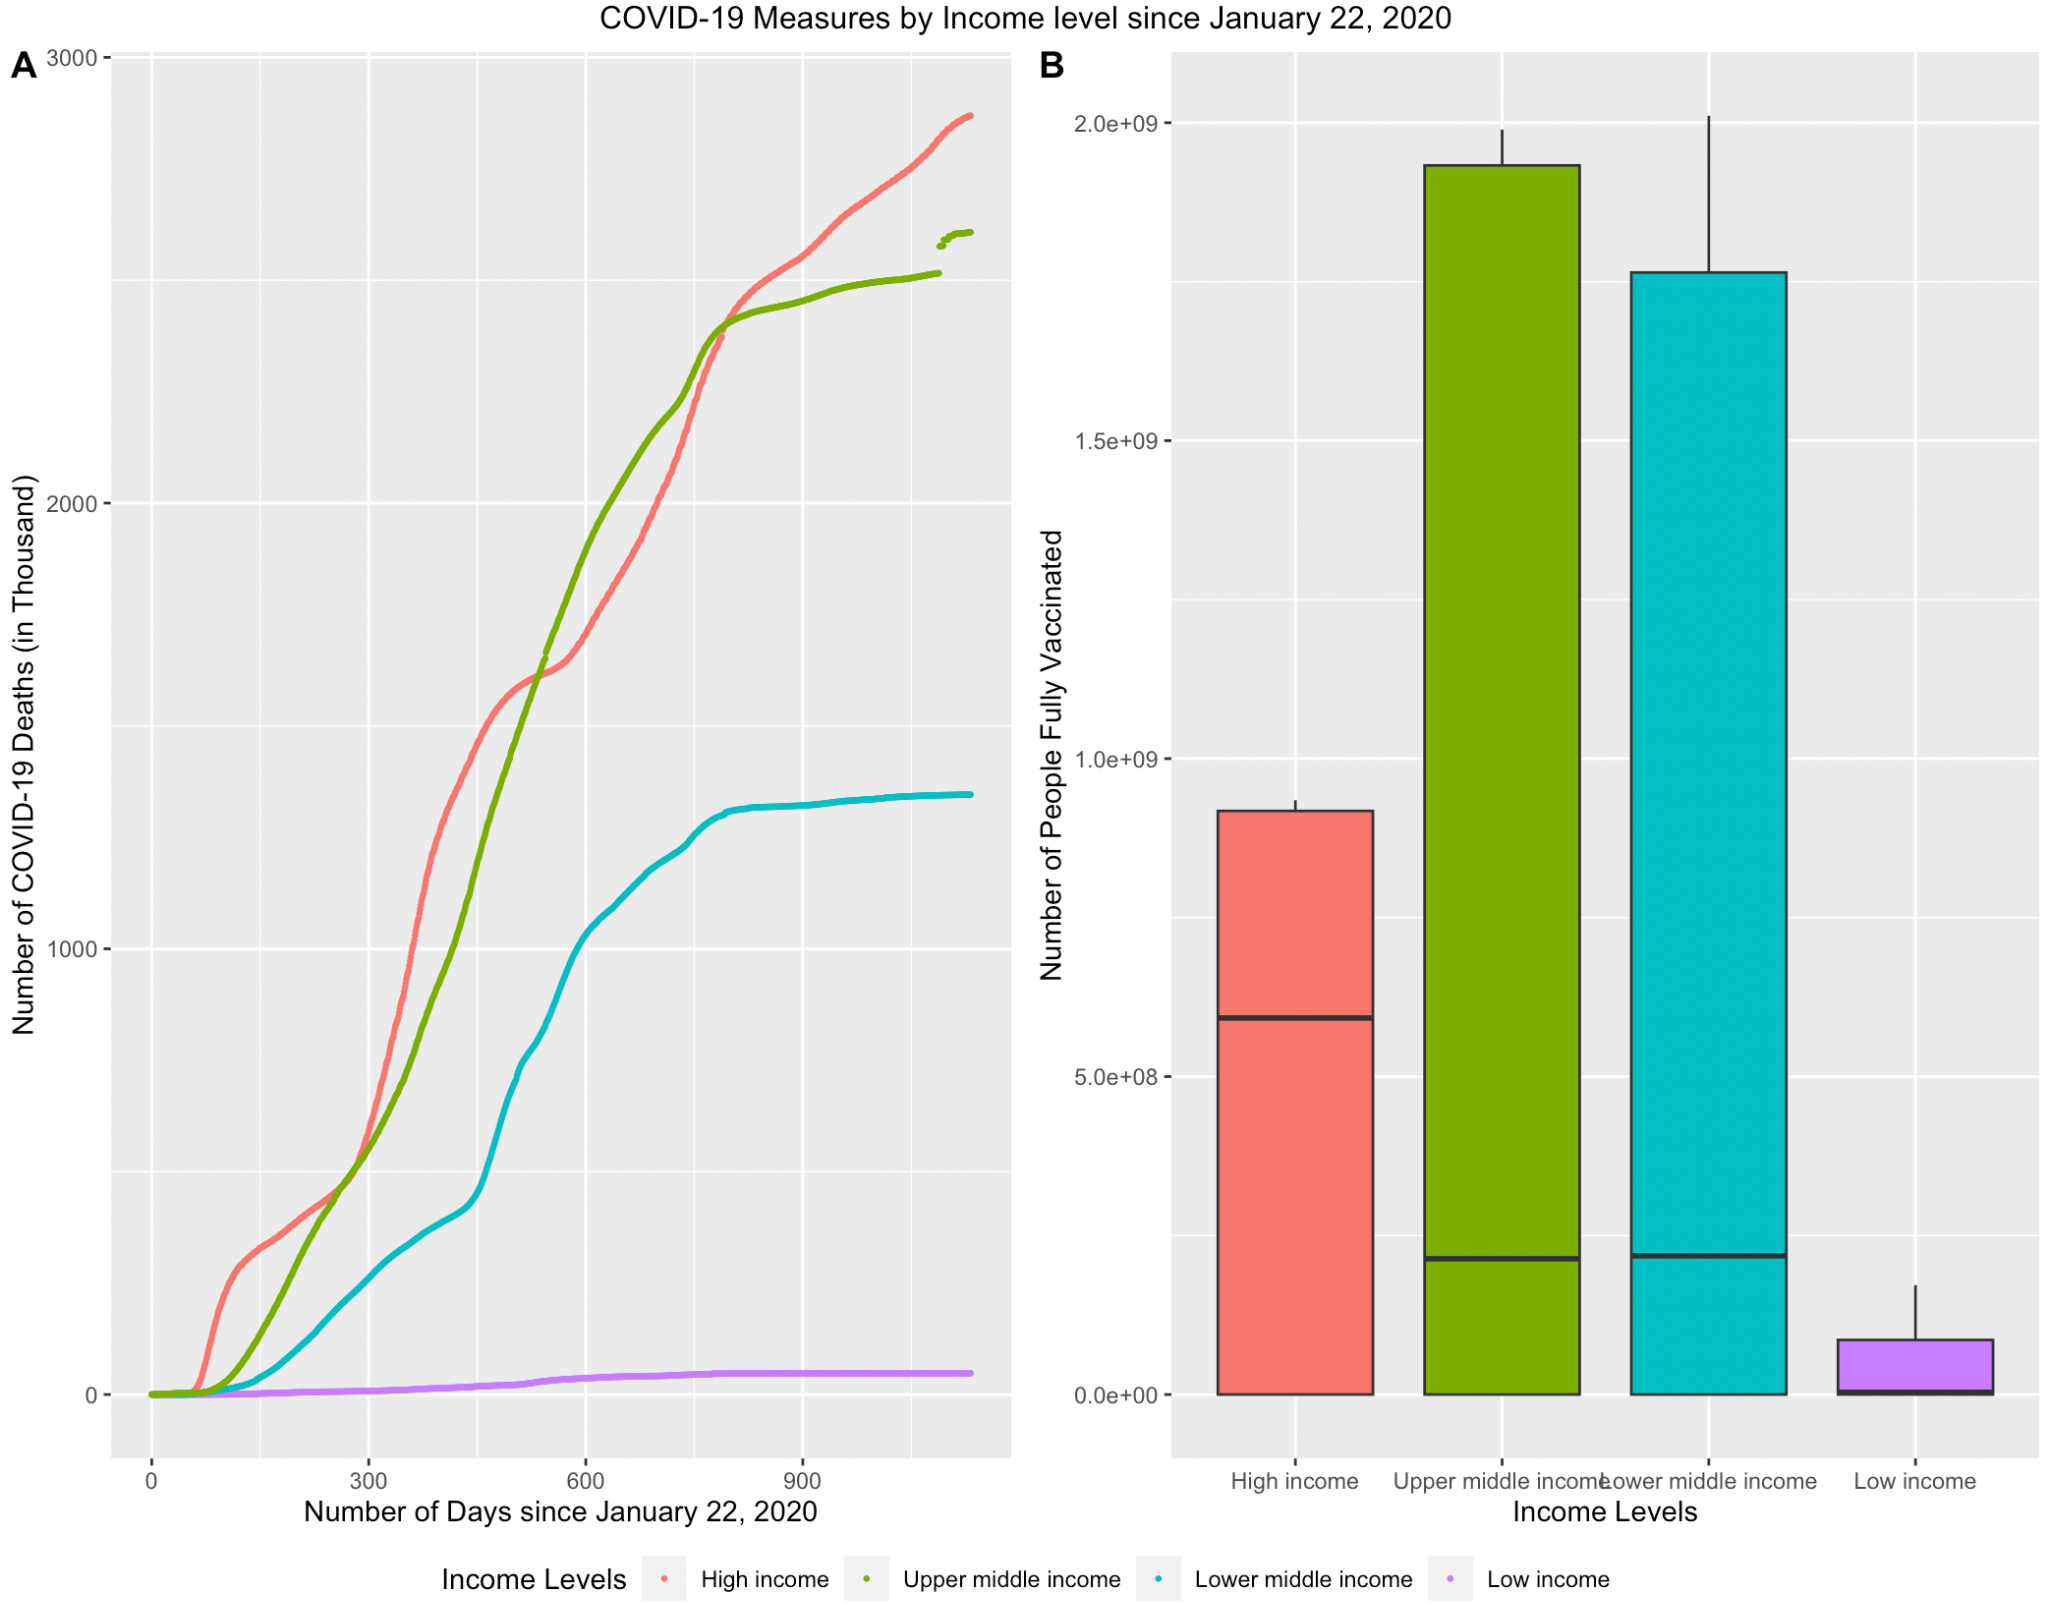 COVID-19 Measures by Income level since January 22, 2020
A
Number of COVID-19 Deaths (in Thousand)
3000
2000
1000
0
0 300 600 900
Number of Days since January 22, 2020
B
Number of People Fully Vaccinated
2.0e+09
1.5e+09
1.0e+09
5.0e+08
0.0e+00
High income Upper middle income Lower middle income Low income
Income Levels
Income Levels High income Upper middle income Lower middle income Low income